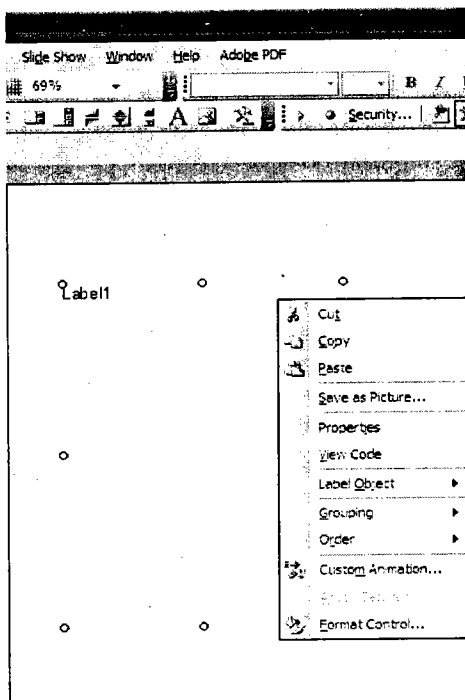 Slide Show Window Help Adobe PDF
69% B I
A Security...
Label1
Cut
Copy
Paste
Save as Picture...
Properties
View Code
Label Object
Grouping
Order
Custom Animation...
Format Control...